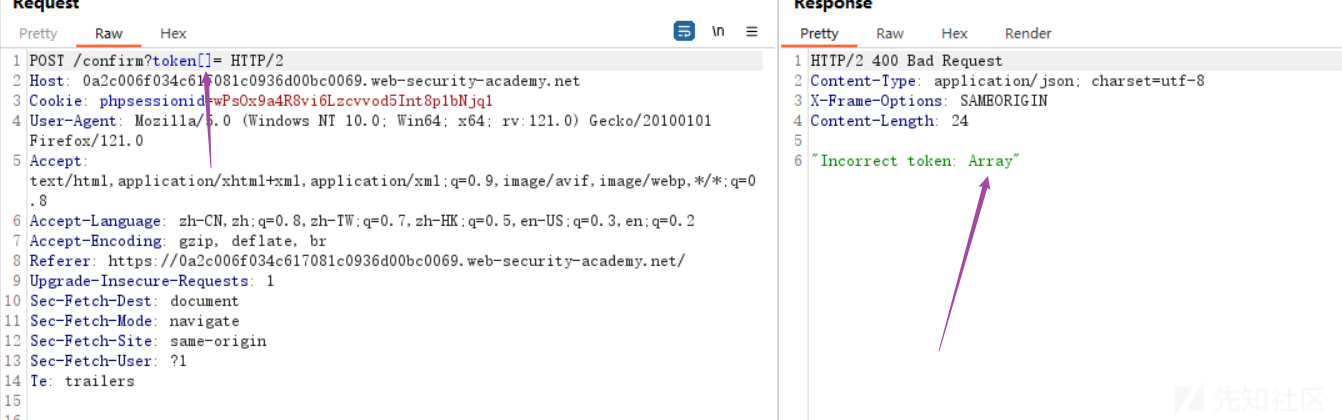 Request
Response
Pretty Raw Hex
\n
Pretty Raw Hex Render
1 POST /confirm?token[]= HTTP/2
2 Host: 0a2c006f034c617081c0936d00bc0069.web-security-academy.net
3 Cookie: phpsessionid=wPsOx9a4R8vi6Lzcvvod5Int8p1bNjq1
4 User-Agent: Mozilla/5.0 (Windows NT 10.0; Win64; x64; rv:121.0) Gecko/20100101
Firefox/121.0
5 Accept:
text/html,application/xhtml+xml,application/xml;q=0.9,image/avif,image/webp,*/*;q=0
.8
6 Accept-Language: zh-CN,zh;q=0.8,zh-TW;q=0.7,zh-HK;q=0.5,en-US;q=0.3,en;q=0.2
7 Accept-Encoding: gzip, deflate, br
8 Referer: https://0a2c006f034c617081c0936d00bc0069.web-security-academy.net/
9 Upgrade-Insecure-Requests: 1
10 Sec-Fetch-Dest: document
11 Sec-Fetch-Mode: navigate
12 Sec-Fetch-Site: same-origin
13 Sec-Fetch-User: ?1
14 Te: trailers
15
16
1 HTTP/2 400 Bad Request
2 Content-Type: application/json; charset=utf-8
3 X-Frame-Options: SAMEORIGIN
4 Content-Length: 24
5
6 "Incorrect token: Array"
先知社区